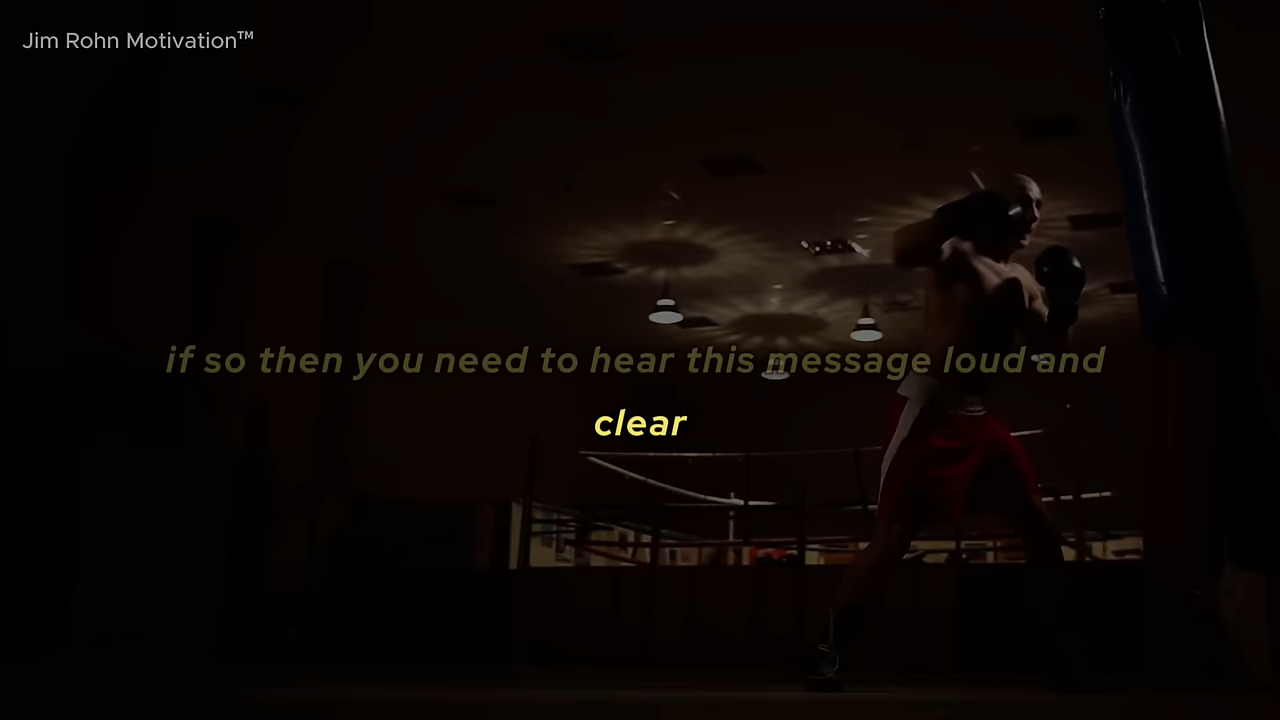 Jim Rohn Motivation™
if so then you need to hear this message loud and
clear